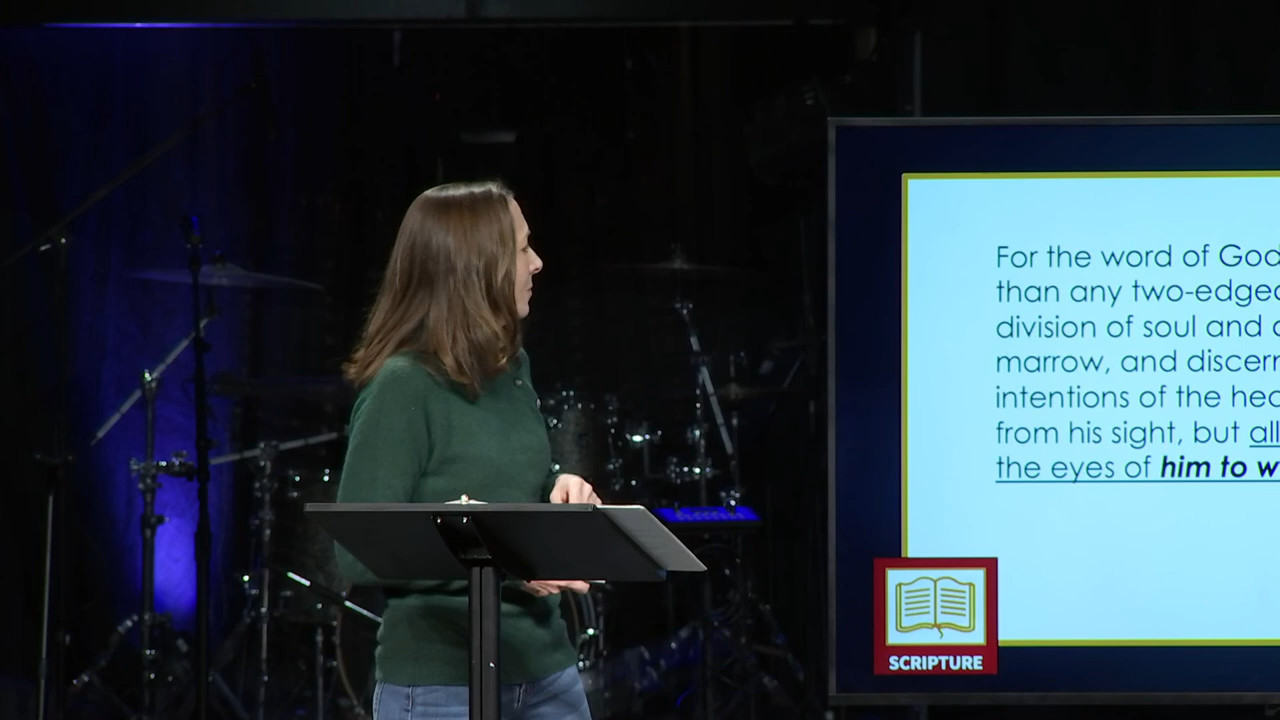 For the word of God
than any two-edged
division of soul and
marrow, and discern
intentions of the hea
from his sight, but all
the eyes of him to w
SCRIPTURE